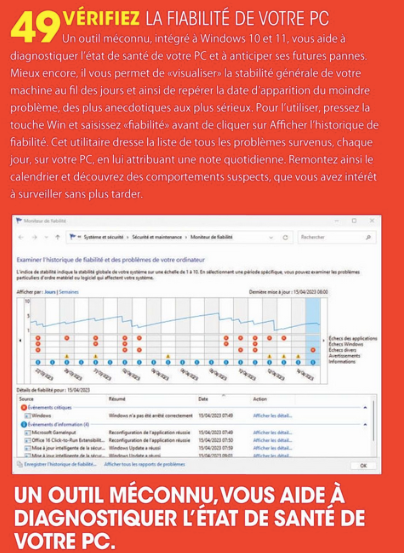 49 VÉRIFIEZ LA FIABILITÉ DE VOTRE PC
Un outil méconnu, intégré à Windows 10 et 11, vous aide à
diagnostiquer l'état de santé de votre PC et à anticiper ses futures pannes.
Mieux encore, il vous permet de «visualiser» la stabilité générale de votre
machine au fil des jours et ainsi de repérer la date d'apparition du moindre
problème, des plus anecdotiques aux plus sérieux. Pour l'utiliser, pressez la
touche Win et saisissez «fiabilité» avant de cliquer sur Afficher l'historique de
fiabilité. Cet utilitaire dresse la liste de tous les problèmes survenus, chaque
jour, sur votre PC, en lui attribuant une note quotidienne. Remontez ainsi le
calendrier et découvrez des comportements suspects, que vous avez intérêt
à surveiller sans plus tarder.
Moniteur de fiabilité
Système et sécurité > Sécurité et maintenance > Moniteur de fiabilité
Rechercher
Examiner l'historique de fiabilité et des problèmes de votre ordinateur
L'indice de stabilité indique la stabilité globale de votre système sur une échelle de 1 à 10. En sélectionnant une période spécifique, vous pouvez examiner les problèmes
particuliers d'ordre matériel ou logiciel qui affectent votre système.
Afficher par : Jours | Semaines
Dernière mise à jour : 15/04/2023 08:00
10
5
1
Échecs des applications
Échecs Windows
Échecs divers
Avertissements
Informations
Détails de fiabilité pour : 15/04/2023
Source Résumé Date Action
Événements critiques
Windows Windows n'a pas été arrêté correctement 15/04/2023 07:48 Afficher les détail...
Événements d'information (4)
Microsoft GameInput Reconfiguration de l'application réussie 15/04/2023 07:49 Afficher les détail...
Office 16 Click-to-Run Extensibilit... Reconfiguration de l'application réussie 15/04/2023 07:50 Afficher les détail...
Mise à jour intelligente de la sécur... Windows Update a réussi 15/04/2023 07:59 Afficher les détail...
Mise à jour intelligente de la sécur... Windows Update a réussi Afficher les détail...
Enregistrer l'historique de fiabilité... Afficher tous les rapports de problèmes
OK
UN OUTIL MÉCONNU, VOUS AIDE À
DIAGNOSTIQUER L'ÉTAT DE SANTÉ DE
VOTRE PC.